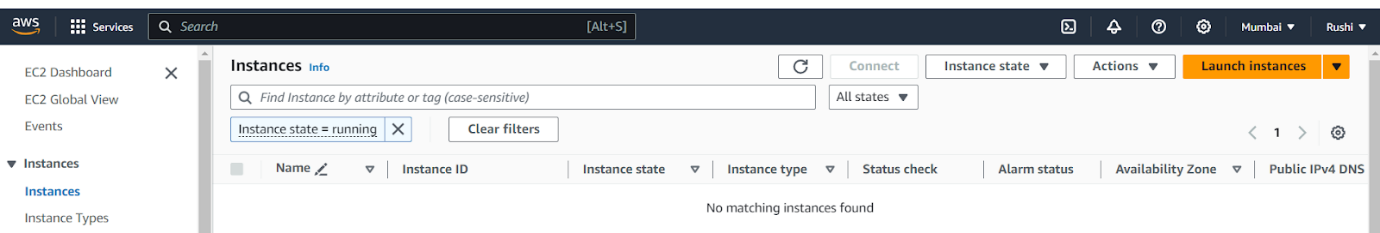 aws Services Search [Alt+S] Mumbai ▼ Rushi ▼
EC2 Dashboard
EC2 Global View
Events
▼ Instances
Instances
Instance Types
Instances Info Connect Instance state ▼ Actions ▼ Launch instances ▼
Find Instance by attribute or tag (case-sensitive) All states ▼
Instance state = running Clear filters < 1 >
Name Instance ID Instance state Instance type Status check Alarm status Availability Zone Public IPv4 DNS
No matching instances found